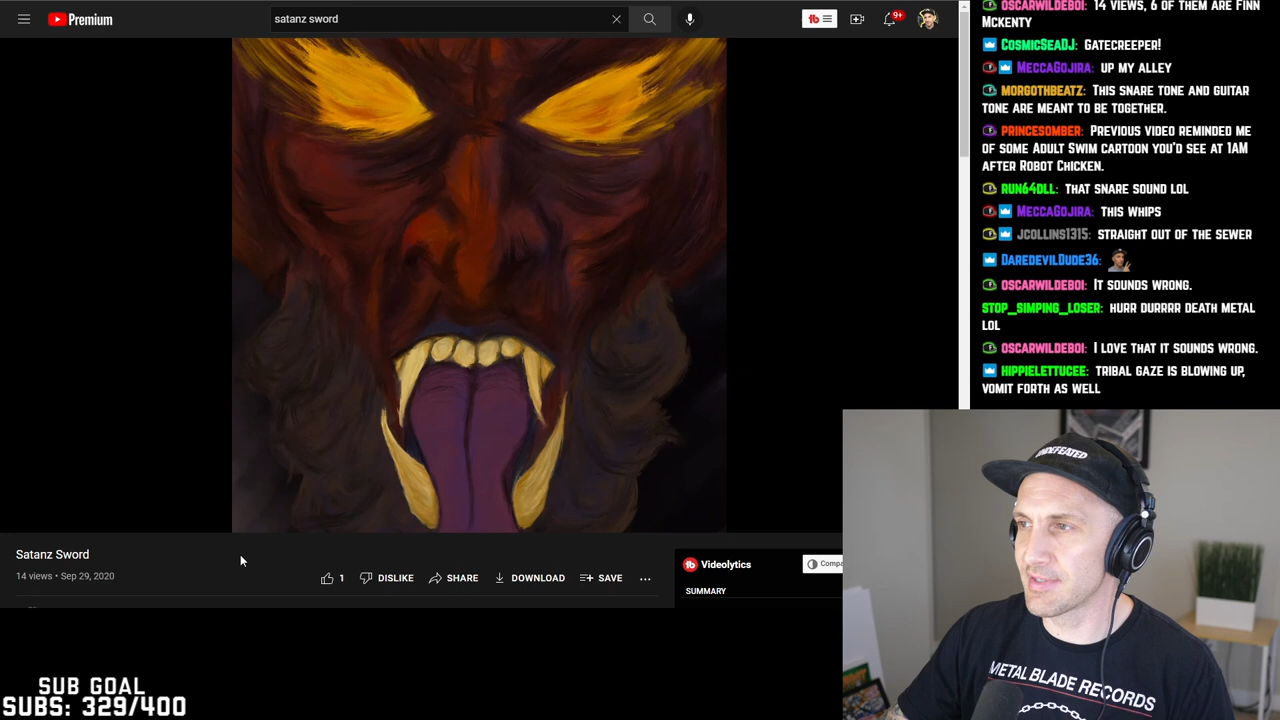 Premium
satanz sword
9+
Satanz Sword
14 views • Sep 29, 2020
1
DISLIKE
SHARE
DOWNLOAD
SAVE
Videolytics
SUMMARY
SUB GOAL
SUBS: 329/400
OSCARWILDEBOI: 14 VIEWS, 6 OF THEM ARE FINN
MCKENTY
COSMICSEADJ: GATECREEPER!
MECCAGOJIRA: UP MY ALLEY
MORGOTHBEATZ: THIS SNARE TONE AND GUITAR
TONE ARE MEANT TO BE TOGETHER.
PRINCESOMBER: PREVIOUS VIDEO REMINDED ME
OF SOME ADULT SWIM CARTOON YOU'D SEE AT 1AM
AFTER ROBOT CHICKEN.
RUN64DLL: THAT SNARE SOUND LOL
MECCAGOJIRA: THIS WHIPS
JCOLLINS1315: STRAIGHT OUT OF THE SEWER
DAREDEVILDUDE36:
OSCARWILDEBOI: IT SOUNDS WRONG.
STOP_SIMPING_LOSER: HURR DURRRR DEATH METAL
LOL
OSCARWILDEBOI: I LOVE THAT IT SOUNDS WRONG.
HIPPIELETTUCEE: TRIBAL GAZE IS BLOWING UP,
VOMIT FORTH AS WELL
UNDEFEATED
METAL BLADE RECORDS